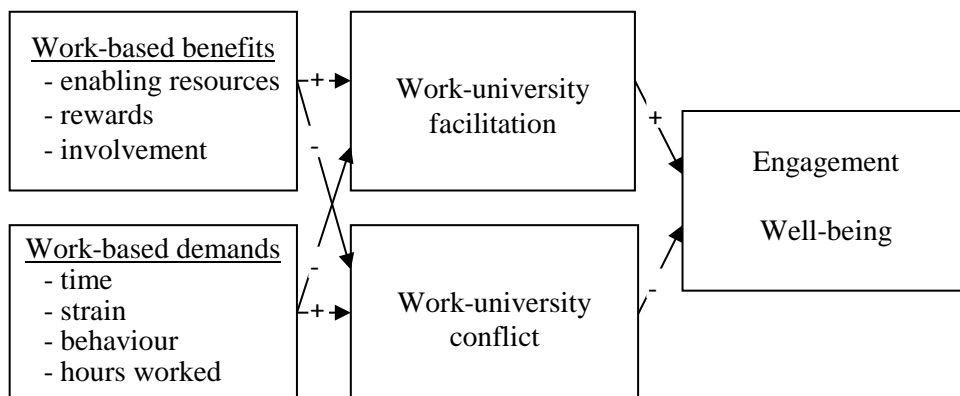 Work-based benefits
- enabling resources
- rewards
- involvement
+
-
Work-university
facilitation
+
Engagement
Well-being
Work-based demands
- time
- strain
- behaviour
- hours worked
-
+
Work-university
conflict
-